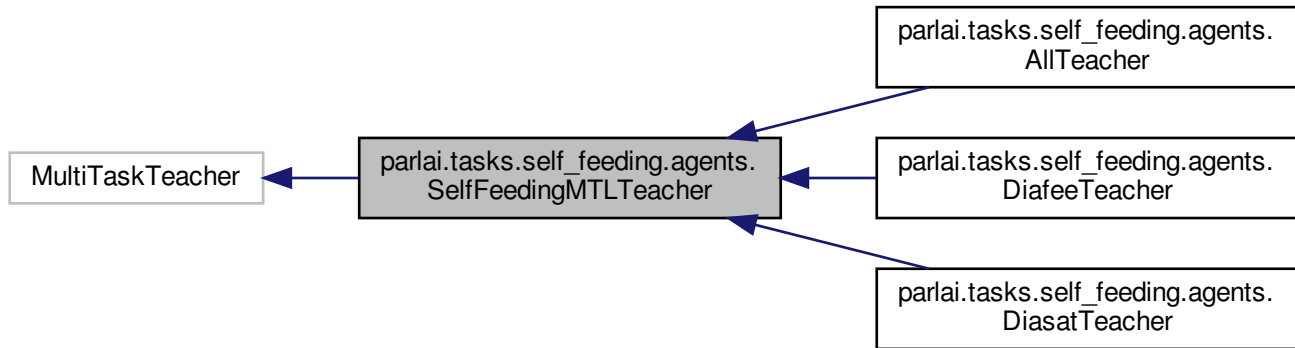 MultiTaskTeacher
parlai.tasks.self_feeding.agents.
SelfFeedingMTLTeacher
parlai.tasks.self_feeding.agents.
AllTeacher
parlai.tasks.self_feeding.agents.
DiafeeTeacher
parlai.tasks.self_feeding.agents.
DiasatTeacher